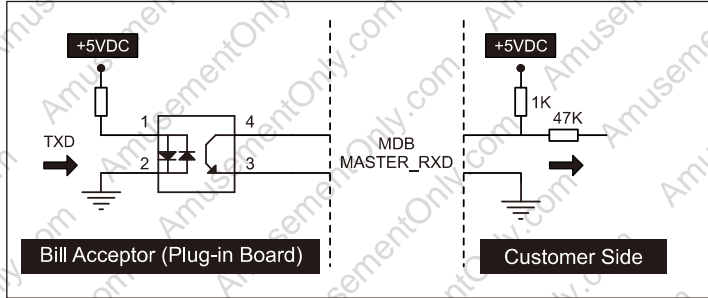 +5VDC
+5VDC
1K
47K
1
4
TXD
2
3
MDB
MASTER_RXD
Bill Acceptor (Plug-in Board)
Customer Side
AmusementOnly.com